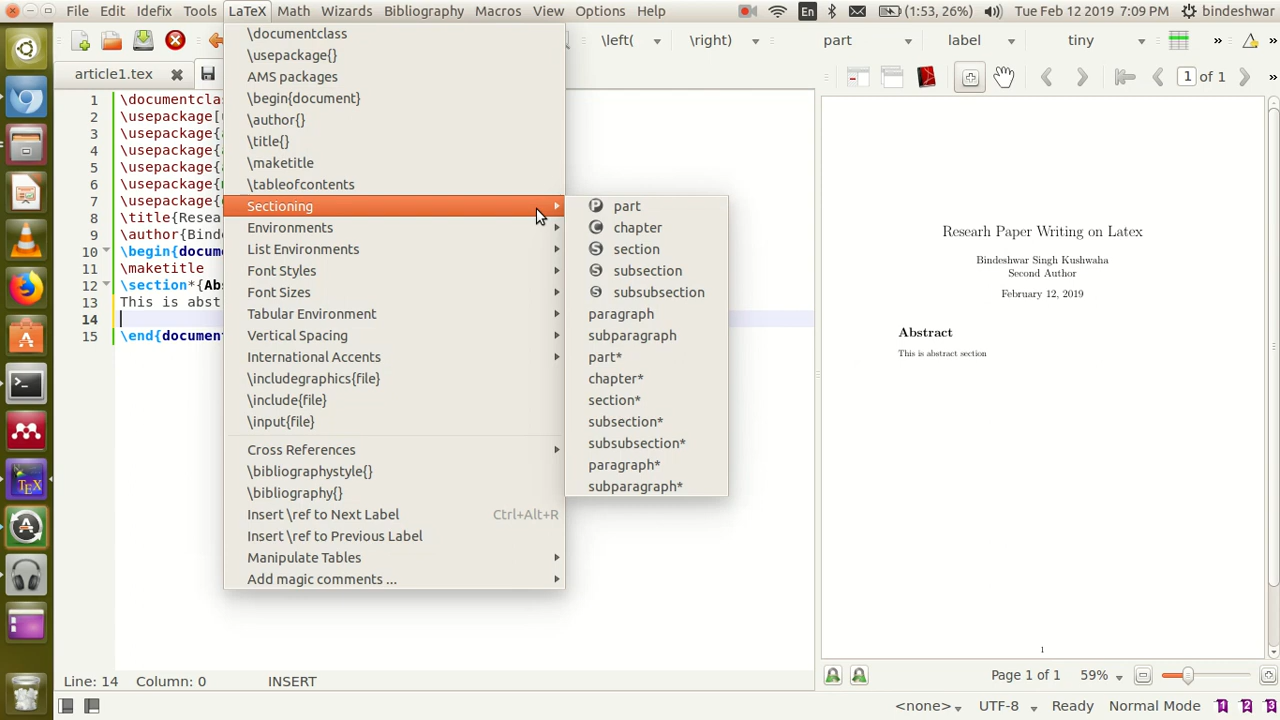 File Edit Idefix Tools LaTeX Math Wizards Bibliography Macros View Options Help
En (1:53, 26%) Tue Feb 12 2019 7:09 PM bindeshwar
\left( \right) part label tiny »
article1.tex
1 of 1 »
1 \documentcla
2 \usepackage[
3 \usepackage{a
4 \usepackage{a
5 \usepackage{a
6 \usepackage{
7 \usepackage{
8 \title{Resea
9 \author{Bind
10 \begin{docum
11 \maketitle
12 \section*{Ab
13 This is abst
14
15 \end{documen
\documentclass
\usepackage{}
AMS packages
\begin{document}
\author{}
\title{}
\maketitle
\tableofcontents
Sectioning
Environments
List Environments
Font Styles
Font Sizes
Tabular Environment
Vertical Spacing
International Accents
\includegraphics{file}
\include{file}
\input{file}
Cross References
\bibliographystyle{}
\bibliography{}
Insert \ref to Next Label Ctrl+Alt+R
Insert \ref to Previous Label
Manipulate Tables
Add magic comments ...
part
chapter
section
subsection
subsubsection
paragraph
subparagraph
part*
chapter*
section*
subsection*
subsubsection*
paragraph*
subparagraph*
Researh Paper Writing on Latex
Bindeshwar Singh Kushwaha
Second Author
February 12, 2019
Abstract
This is abstract section
1
Line: 14 Column: 0 INSERT
Page 1 of 1 59%
<none> UTF-8 Ready Normal Mode 1 2 3